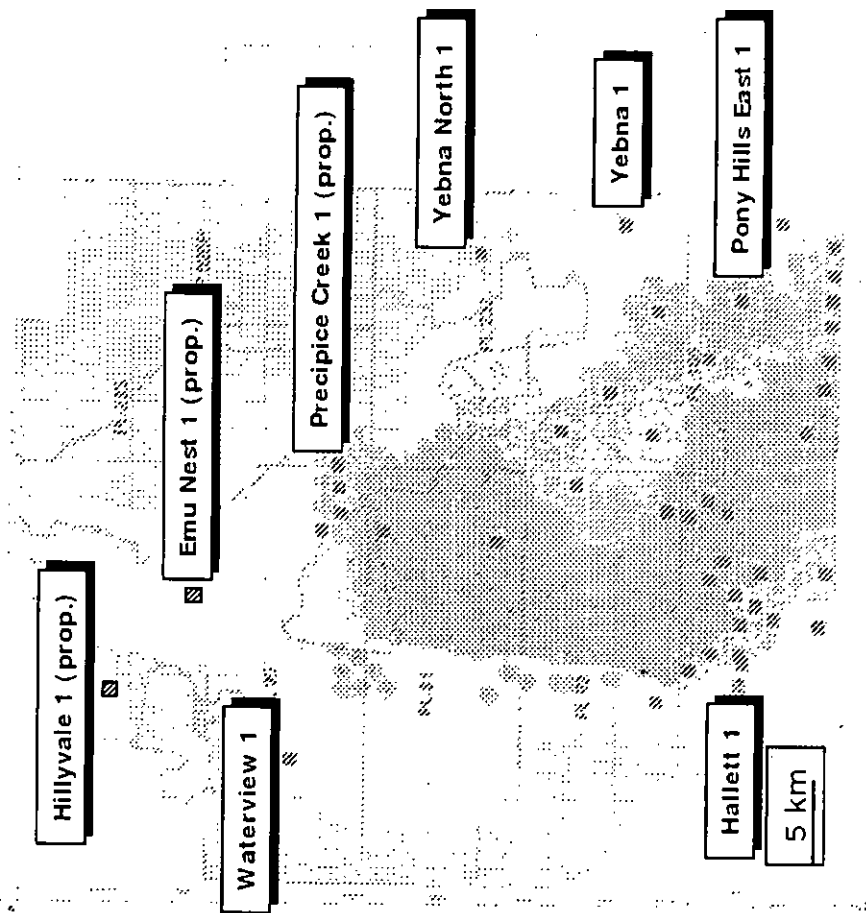 Hillyvale 1 (prop.)
Emu Nest 1 (prop.)
Waterview 1
Precipice Creek 1 (prop.)
Yebna North 1
Yebna 1
Pony Hills East 1
Hallett 1
5 km